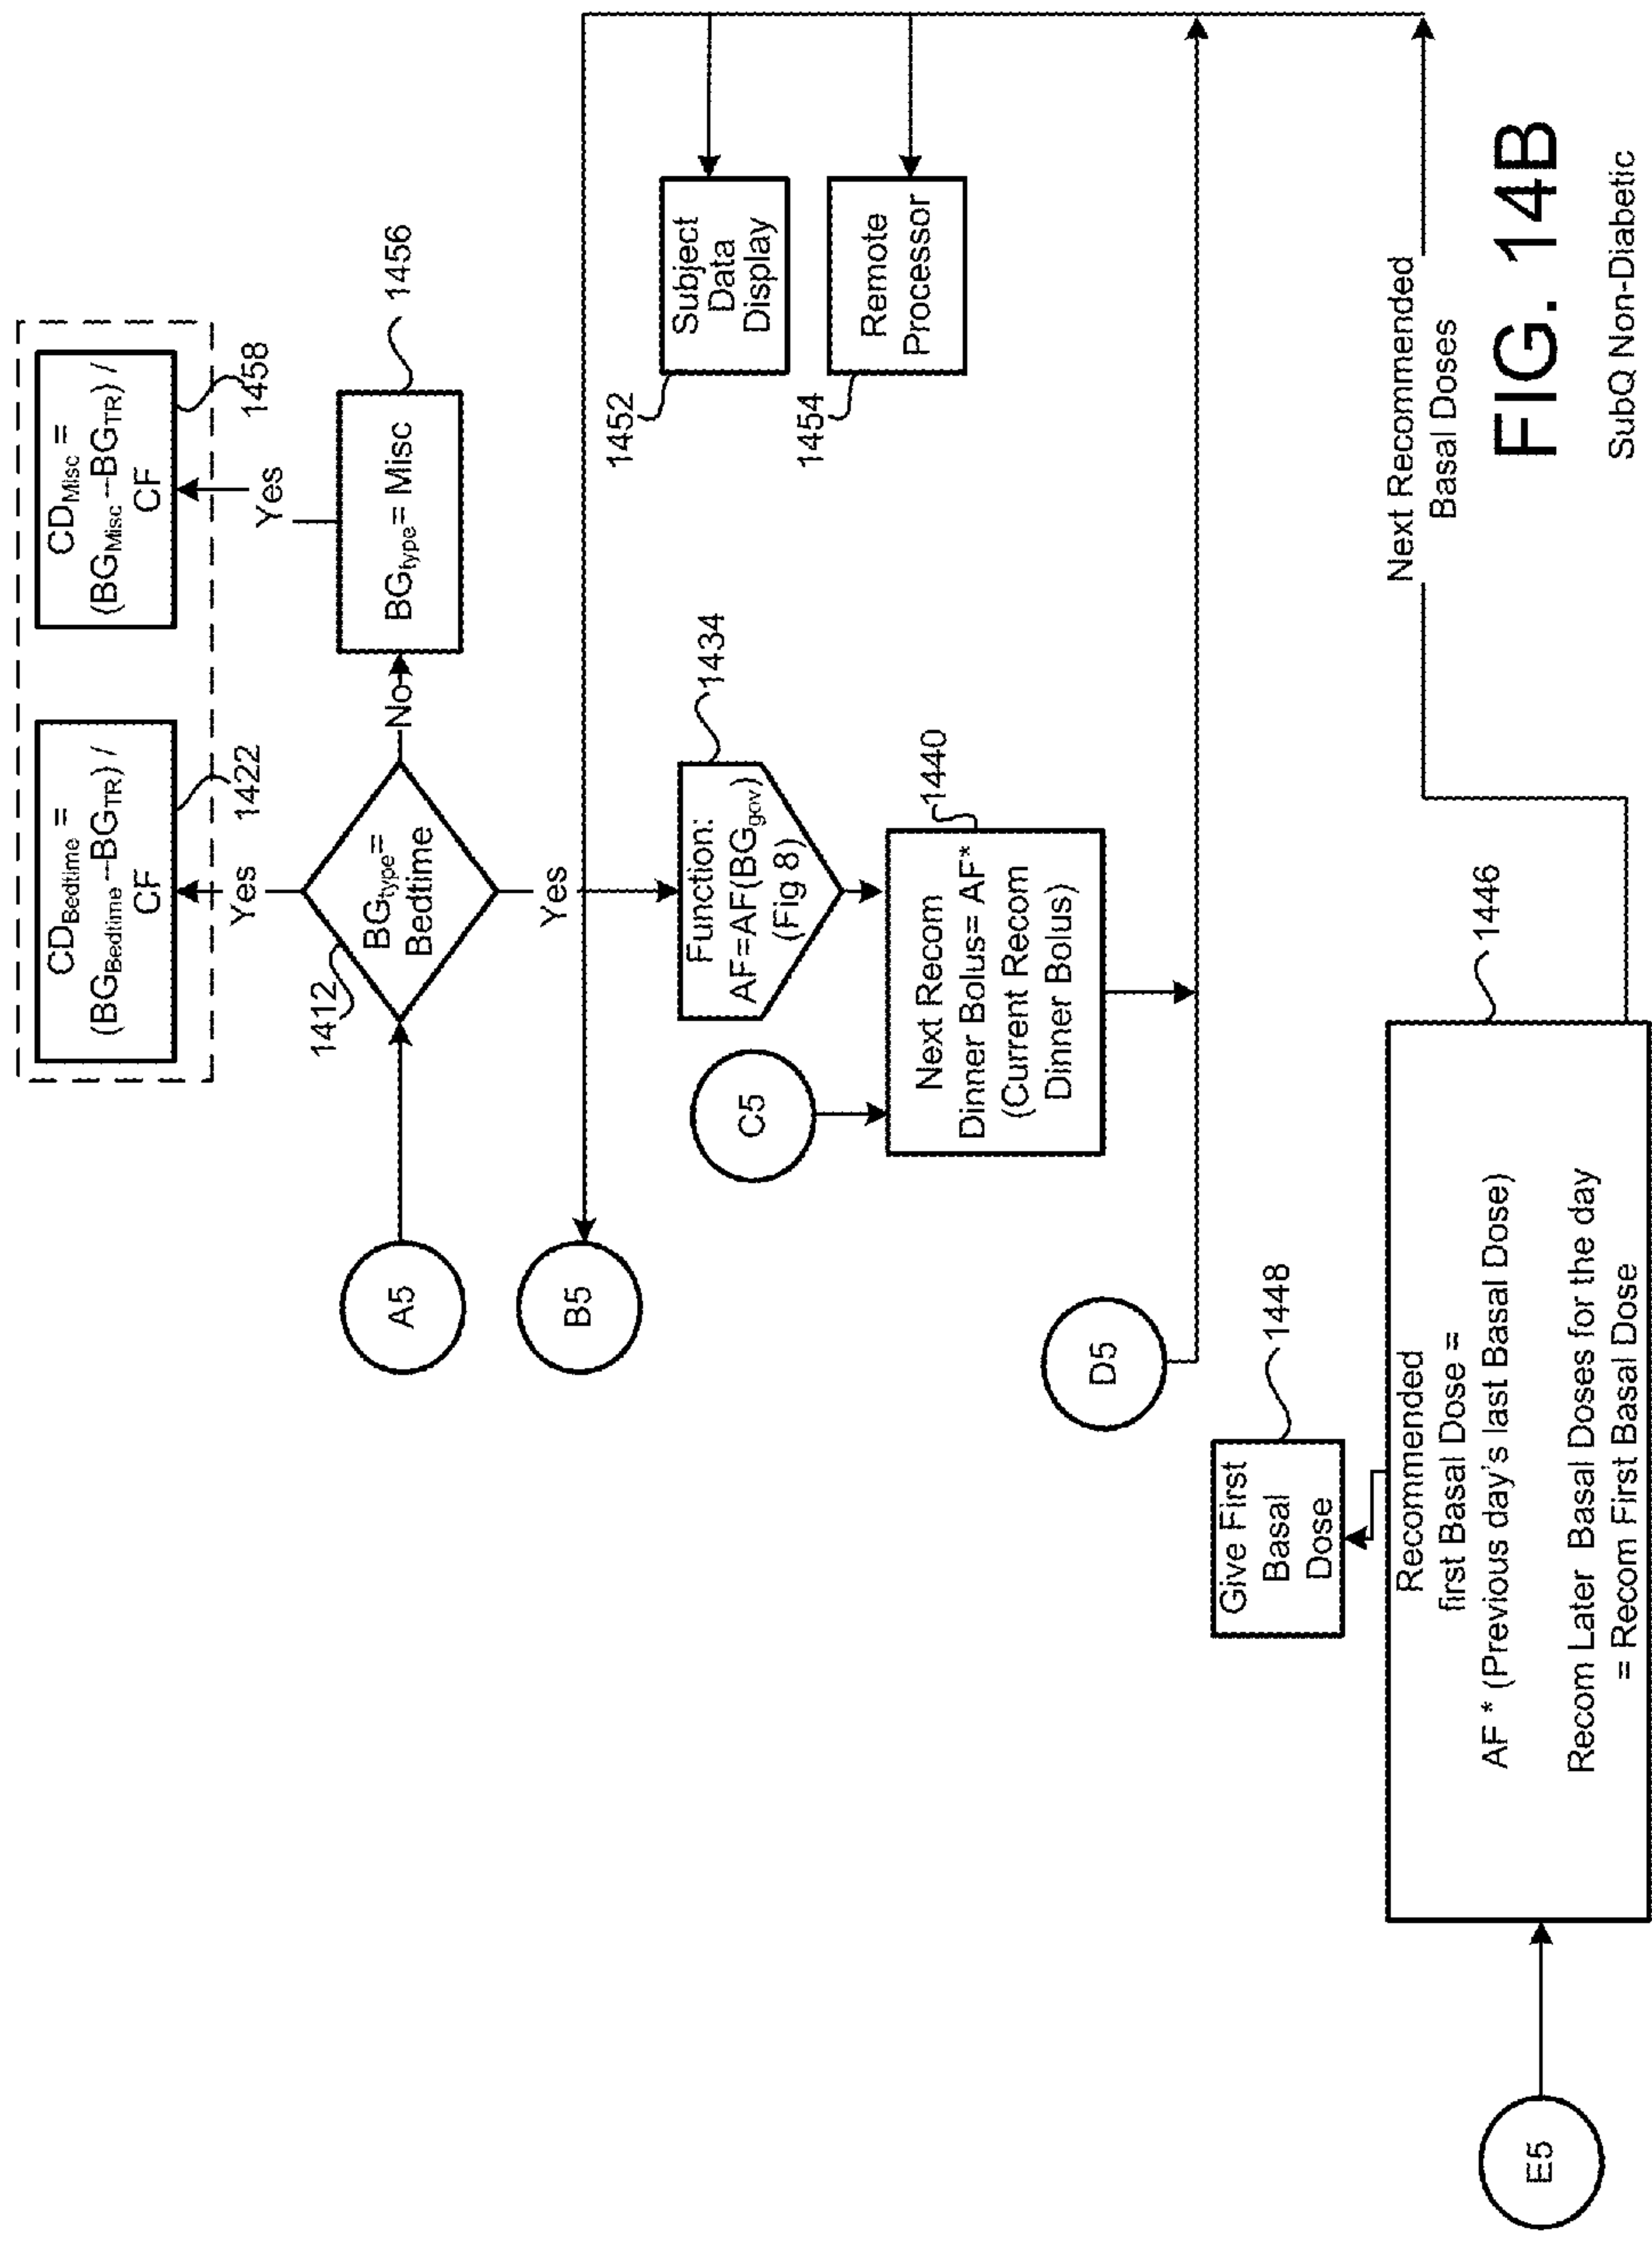 CD_Bedtime =
(BG_Bedtime--BG_TR) /
CF
1422
CD_Misc =
(BG_Misc--BG_TR) /
CF
1458
Yes
Yes
A5
1412
BG_type=
Bedtime
No
BG_type= Misc
1456
Yes
B5
Function:
AF=AF(BG_gov)
(Fig 8)
1434
C5
1440
Next Recom
Dinner Bolus= AF*
(Current Recom
Dinner Bolus)
1452
Subject
Data
Display
1454
Remote
Processor
D5
1448
Give First
Basal
Dose
E5
Recommended
first Basal Dose =
AF * (Previous day's last Basal Dose)
Recom Later Basal Doses for the day
= Recom First Basal Dose
1446
Next Recommended
Basal Doses
FIG. 14B
SubQ Non-Diabetic